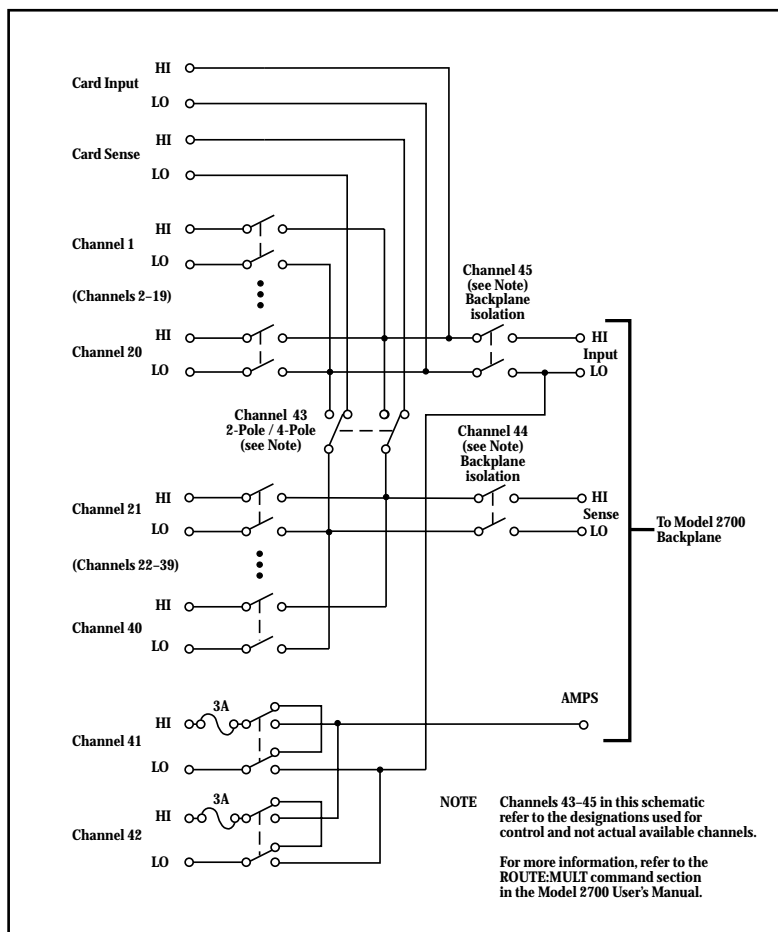 HI
Card Input
LO
HI
Card Sense
LO
HI
Channel 1
LO
(Channels 2–19)
HI
Channel 20
LO
Channel 45
(see Note)
Backplane
isolation
HI
Input
LO
Channel 43
2-Pole / 4-Pole
(see Note)
Channel 44
(see Note)
Backplane
isolation
HI
Channel 21
LO
HI
Sense
LO
To Model 2700
Backplane
(Channels 22–39)
HI
Channel 40
LO
AMPS
3A
HI
Channel 41
LO
3A
HI
Channel 42
LO
NOTE Channels 43–45 in this schematic
refer to the designations used for
control and not actual available channels.
For more information, refer to the
ROUTE:MULT command section
in the Model 2700 User's Manual.